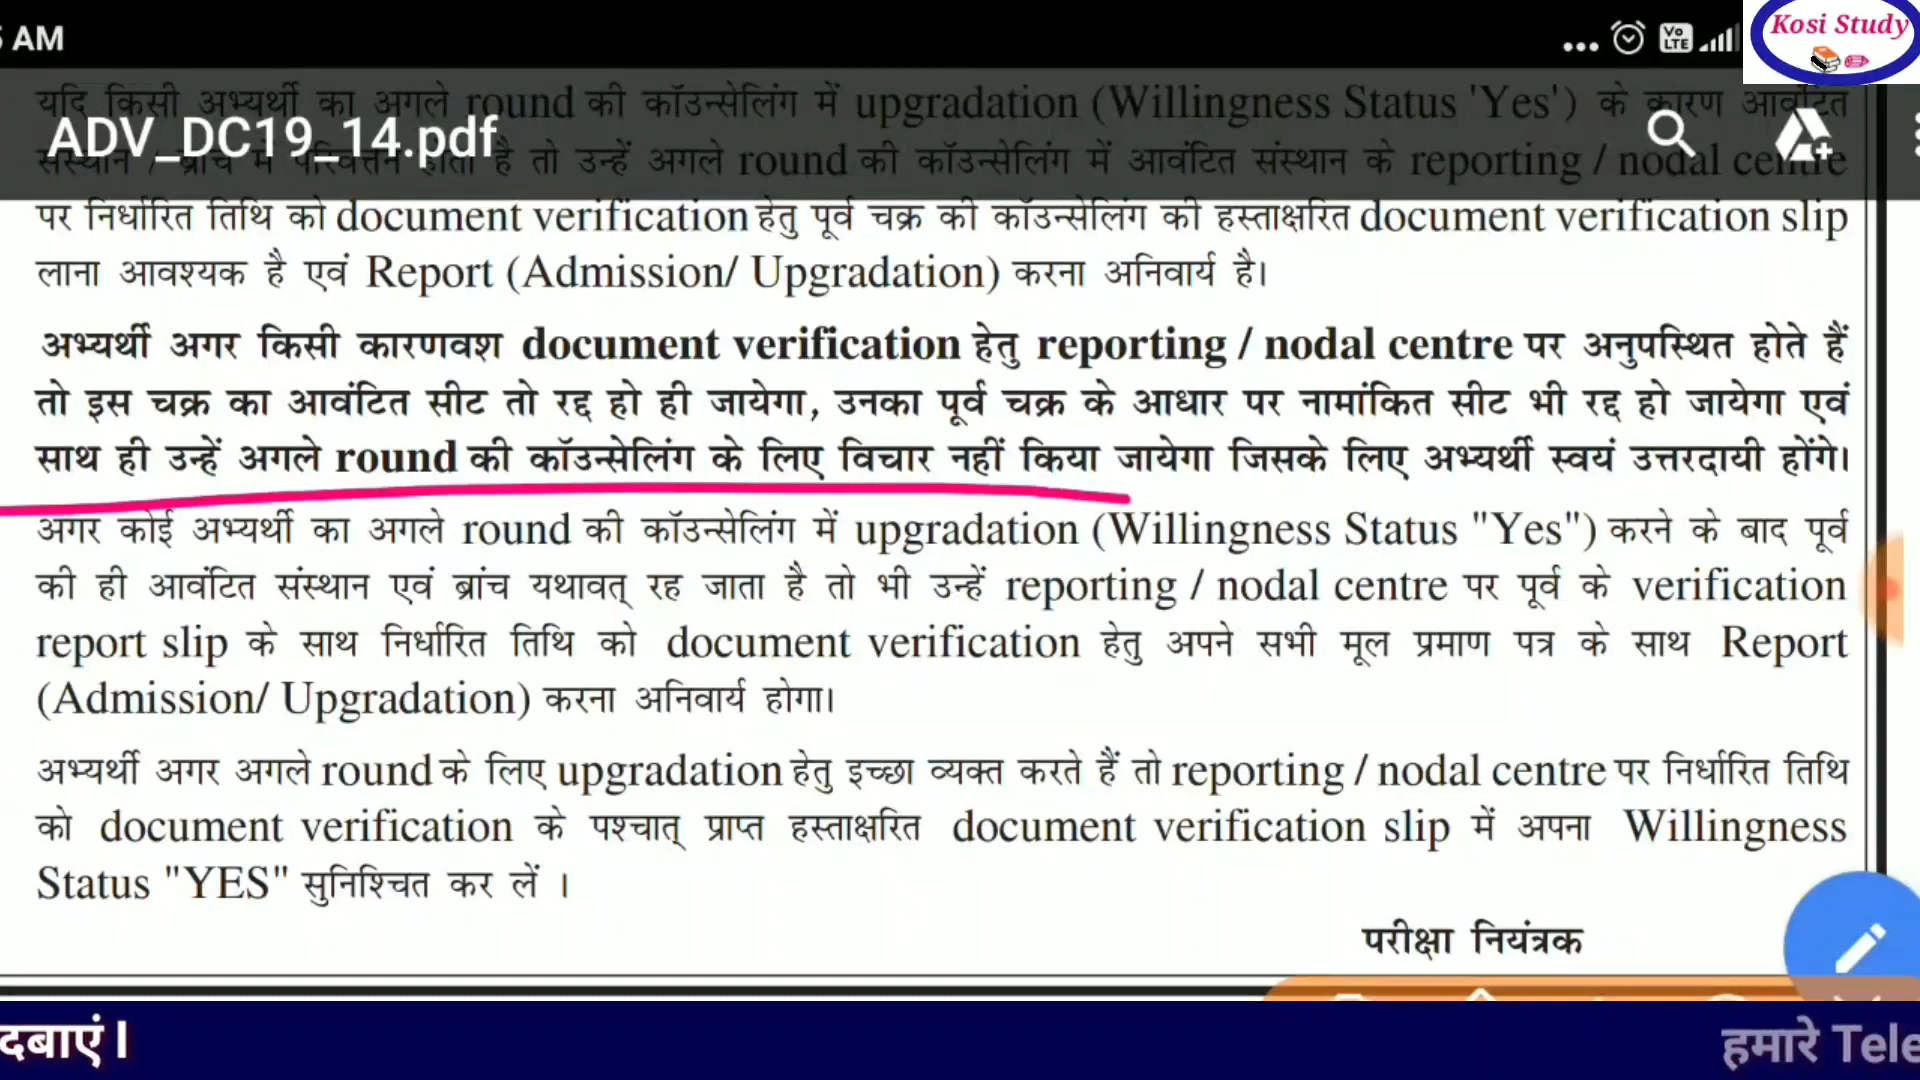 AM
Vo LTE
Kosi Study
यदि किसी अभ्यर्थी का अगले round की कॉउन्सेलिंग में upgradation (Willingness Status 'Yes') के कारण आवंटित
ADV_DC19_14.pdf
संस्थान / ब्रांच में परिवर्त्तन होता है तो उन्हें अगले round की कॉउन्सेलिंग में आवंटित संस्थान के reporting / nodal centre
पर निर्धारित तिथि को document verification हेतु पूर्व चक्र की कॉउन्सेलिंग की हस्ताक्षरित document verification slip
लाना आवश्यक है एवं Report (Admission/ Upgradation) करना अनिवार्य है।
अभ्यर्थी अगर किसी कारणवश document verification हेतु reporting / nodal centre पर अनुपस्थित होते हैं
तो इस चक्र का आवंटित सीट तो रद्द हो ही जायेगा, उनका पूर्व चक्र के आधार पर नामांकित सीट भी रद्द हो जायेगा एवं
साथ ही उन्हें अगले round की कॉउन्सेलिंग के लिए विचार नहीं किया जायेगा जिसके लिए अभ्यर्थी स्वयं उत्तरदायी होंगे।
अगर कोई अभ्यर्थी का अगले round की कॉउन्सेलिंग में upgradation (Willingness Status "Yes") करने के बाद पूर्व
की ही आवंटित संस्थान एवं ब्रांच यथावत् रह जाता है तो भी उन्हें reporting / nodal centre पर पूर्व के verification
report slip के साथ निर्धारित तिथि को document verification हेतु अपने सभी मूल प्रमाण पत्र के साथ Report
(Admission/ Upgradation) करना अनिवार्य होगा।
अभ्यर्थी अगर अगले round के लिए upgradation हेतु इच्छा व्यक्त करते हैं तो reporting / nodal centre पर निर्धारित तिथि
को document verification के पश्चात् प्राप्त हस्ताक्षरित document verification slip में अपना Willingness
Status "YES" सुनिश्चित कर लें ।
परीक्षा नियंत्रक
दबाएं।
हमारे Tele